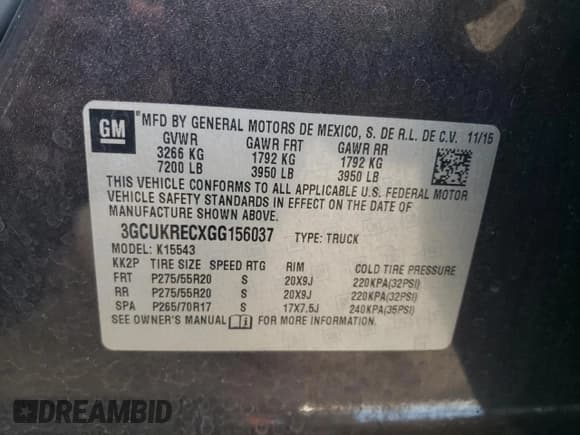 GM
MFD BY GENERAL MOTORS DE MEXICO, S. DE R.L. DE C.V. 11/15
GVWR GAWR FRT GAWR RR
3266 KG 1792 KG 1792 KG
7200 LB 3950 LB 3950 LB
THIS VEHICLE CONFORMS TO ALL APPLICABLE U.S. FEDERAL MOTOR
VEHICLE SAFETY STANDARDS IN EFFECT ON THE DATE OF
MANUFACTURE SHOWN ABOVE.
3GCUKRECXGG156037 TYPE: TRUCK
MODEL: K15543
KK2P TIRE SIZE SPEED RTG RIM COLD TIRE PRESSURE
FRT P275/55R20 S 20X9J 220KPA(32PSI)
RR P275/55R20 S 20X9J 220KPA(32PSI)
SPA P265/70R17 S 17X7.5J 240KPA(35PSI)
SEE OWNER'S MANUAL FOR MORE INFORMATION.
DREAMBID